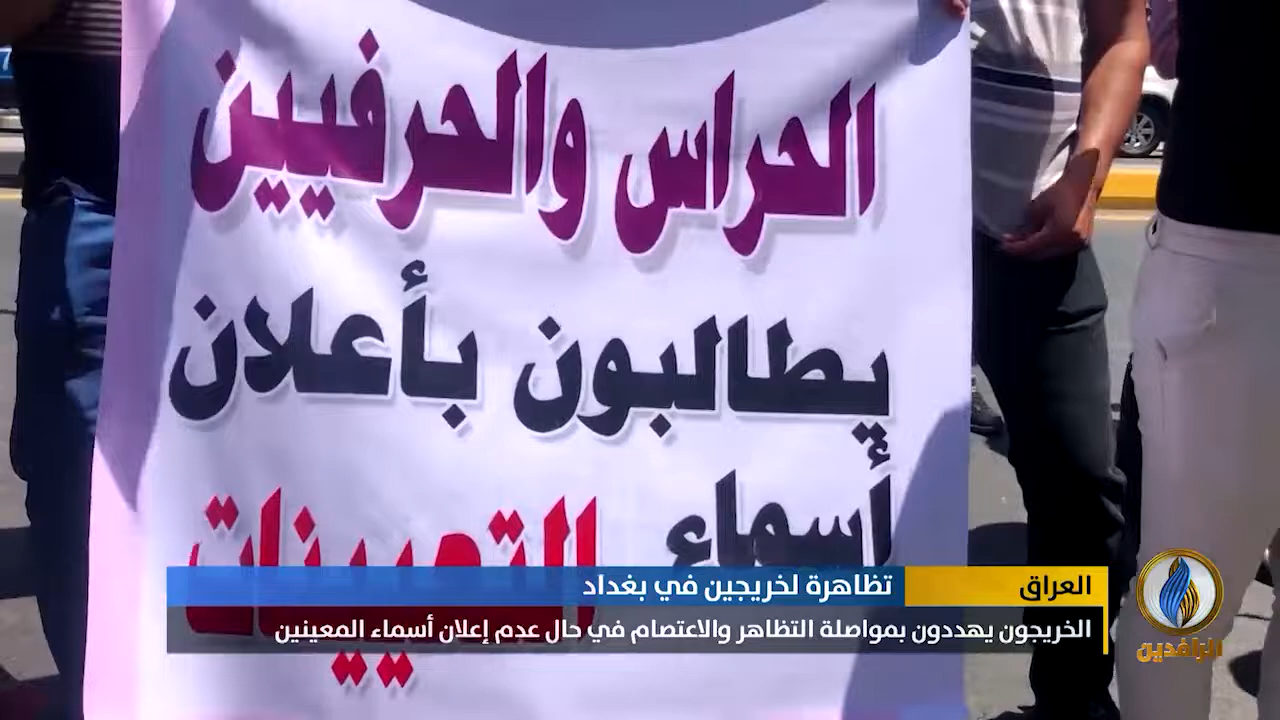 الحراس والحرفيين
يطالبون بأعلان
أسماء التعيينات
العراق
تظاهرة لخريجين في بغداد
الخريجون يهددون بمواصلة التظاهر والاعتصام في حال عدم إعلان أسماء المعينين
الرافدين